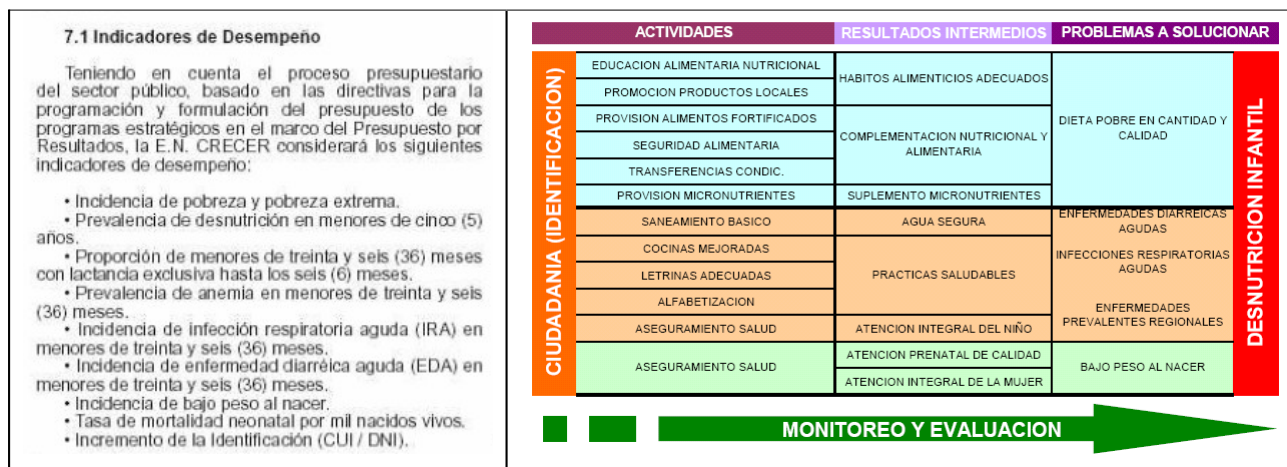 7.1 Indicadores de Desempeño
Teniendo en cuenta el proceso presupuestario
del sector público, basado en las directivas para la
programación y formulación del presupuesto de los
programas estratégicos en el marco del Presupuesto por
Resultados, la E.N. CRECER considerará los siguientes
indicadores de desempeño:
• Incidencia de pobreza y pobreza extrema.
• Prevalencia de desnutrición en menores de cinco (5)
años.
• Proporción de menores de treinta y seis (36) meses
con lactancia exclusiva hasta los seis (6) meses.
• Prevalencia de anemia en menores de treinta y seis
(36) meses.
• Incidencia de infección respiratoria aguda (IRA) en
menores de treinta y seis (36) meses.
• Incidencia de enfermedad diarréica aguda (EDA) en
menores de treinta y seis (36) meses.
• Incidencia de bajo peso al nacer.
• Tasa de mortalidad neonatal por mil nacidos vivos.
• Incremento de la Identificación (CUI / DNI).
ACTIVIDADES
RESULTADOS INTERMEDIOS
PROBLEMAS A SOLUCIONAR
CIUDADANIA (IDENTIFICACION)
EDUCACION ALIMENTARIA NUTRICIONAL
PROMOCION PRODUCTOS LOCALES
PROVISION ALIMENTOS FORTIFICADOS
SEGURIDAD ALIMENTARIA
TRANSFERENCIAS CONDIC.
PROVISION MICRONUTRIENTES
SANEAMIENTO BASICO
COCINAS MEJORADAS
LETRINAS ADECUADAS
ALFABETIZACION
ASEGURAMIENTO SALUD
ASEGURAMIENTO SALUD
HABITOS ALIMENTICIOS ADECUADOS
COMPLEMENTACION NUTRICIONAL Y
ALIMENTARIA
SUPLEMENTO MICRONUTRIENTES
AGUA SEGURA
PRACTICAS SALUDABLES
ATENCION INTEGRAL DEL NIÑO
ATENCION PRENATAL DE CALIDAD
ATENCION INTEGRAL DE LA MUJER
DIETA POBRE EN CANTIDAD Y
CALIDAD
ENFERMEDADES DIARREICAS
AGUDAS
INFECCIONES RESPIRATORIAS
AGUDAS
ENFERMEDADES
PREVALENTES REGIONALES
BAJO PESO AL NACER
DESNUTRICION INFANTIL
MONITOREO Y EVALUACION